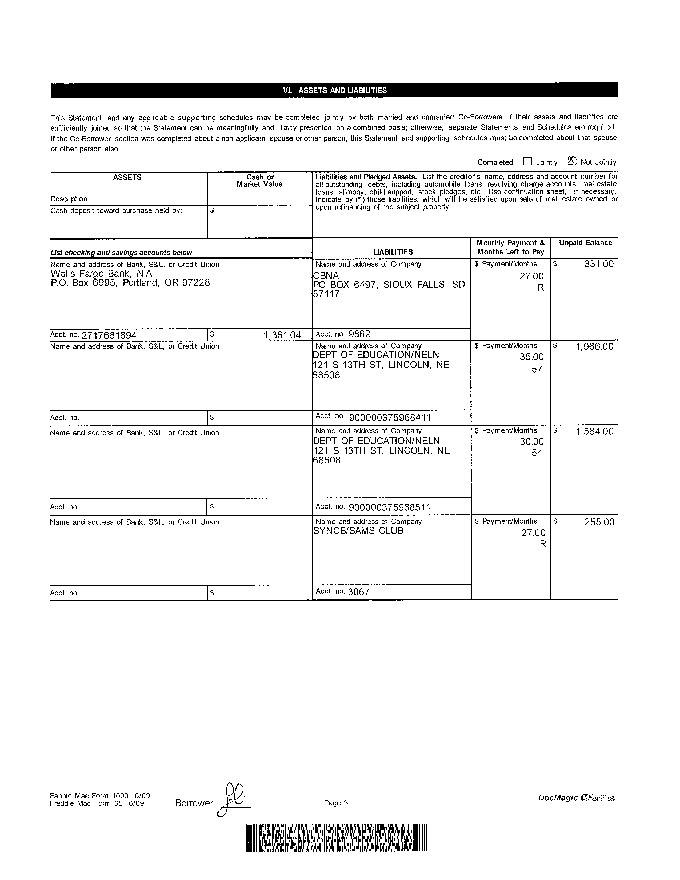 VI. ASSETS AND LIABILITIES
This Statement and any applicable supporting schedules may be completed jointly by both married and unmarried Co-Borrowers if their assets and liabilities are
sufficiently joined so that the Statement can be meaningfully and fairly presented on a combined basis; otherwise, separate Statements and Schedules are required.
If the Co-Borrower section was completed about a non-applicant spouse or other person, this Statement and supporting schedules must be completed about that spouse
or other person also.
Completed Jointly Not Jointly
ASSETS
Cash or
Market Value
Description
Cash deposit toward purchase held by: $
Liabilities and Pledged Assets. List the creditor's name, address and account number for
all outstanding debts, including automobile loans, revolving charge accounts, real estate
loans, alimony, child support, stock pledges, etc. Use continuation sheet, if necessary.
Indicate by (*) those liabilities, which will be satisfied upon sale of real estate owned or
upon refinancing of the subject property.
List checking and savings accounts below
LIABILITIES
Monthly Payment &
Months Left to Pay
Unpaid Balance
Name and address of Bank, S&L, or Credit Union
Wells Fargo Bank, N.A.
P.O. Box 6995, Portland, OR 97228
Acct. no. $
Name and address of Company
CBNA
PO BOX 6497, SIOUX FALLS, SD
57117
Acct. no. 9962
$ Payment/Months
27.00
R
$ 331.00
Name and address of Bank, S&L, or Credit Union
Acct. no. $
Name and address of Company
DEPT OF EDUCATION/NELN
121 S 13TH ST, LINCOLN, NE
68508
Acct. no. 900000375968411
$ Payment/Months
35.00
$
Name and address of Bank, S&L, or Credit Union
Acct. no. $
Name and address of Company
DEPT OF EDUCATION/NELN
121 S 13TH ST, LINCOLN, NE
68508
Acct. no. 900000375968511
$ Payment/Months
30.00
$ 1,584.00
Name and address of Bank, S&L, or Credit Union
Acct. no. $
Name and address of Company
SYNCB/SAMS CLUB
Acct. no. 3067
$ Payment/Months
27.00
R
$ 255.00
Fannie Mae Form 1003 6/09
Freddie Mac Form 65 6/09
Borrower
Page 3
DocMagic